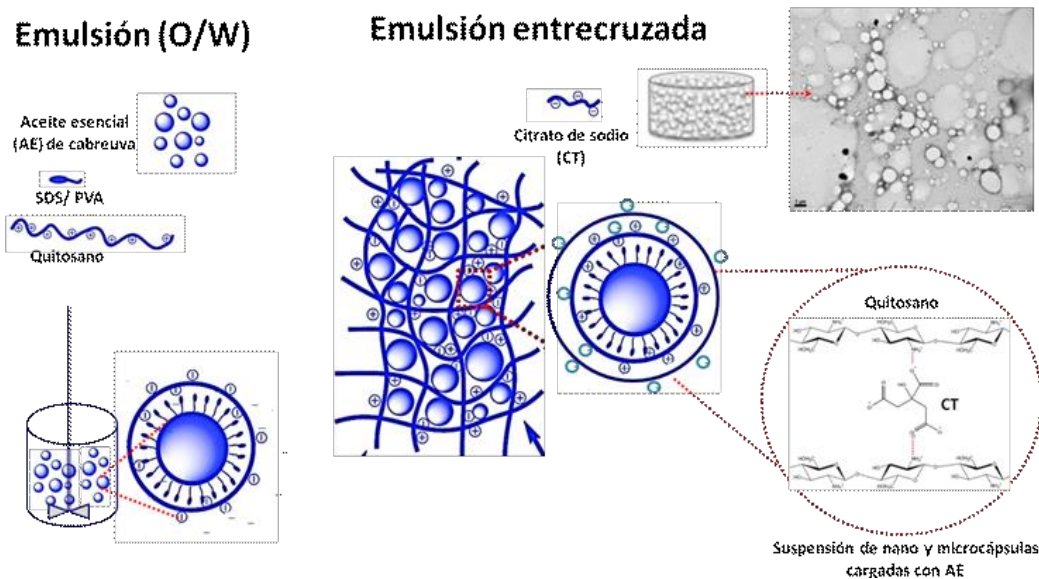 Emulsión (O/W)
Emulsión entrecruzada
Aceite esencial
(AE) de cabreuva
SDS/ PVA
Quitosano
Citrato de sodio
(CT)
Quitosano
CT
Suspensión de nano y microcápsulas
cargadas con AE